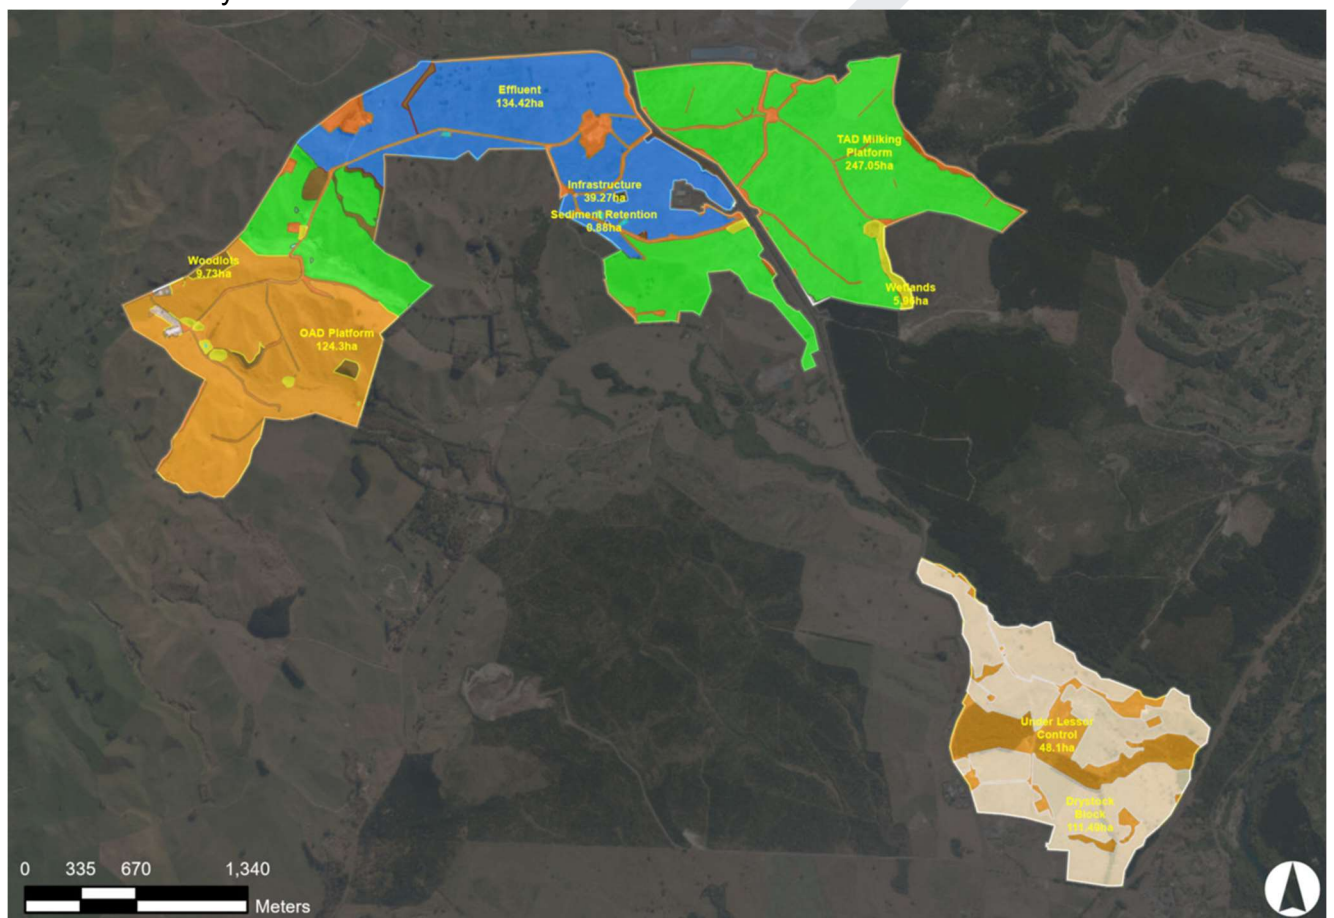 Effluent
134.42ha
TAD Milking
Platform
247.05ha
Infrastructure
39.27ha
Sediment Retention
0.88ha
Woodlots
9.73ha
Wetlands
5.96ha
OAD Platform
124.3ha
Under Lessor
Control
48.1ha
Drystock
Block
0 335 670 1,340
Meters